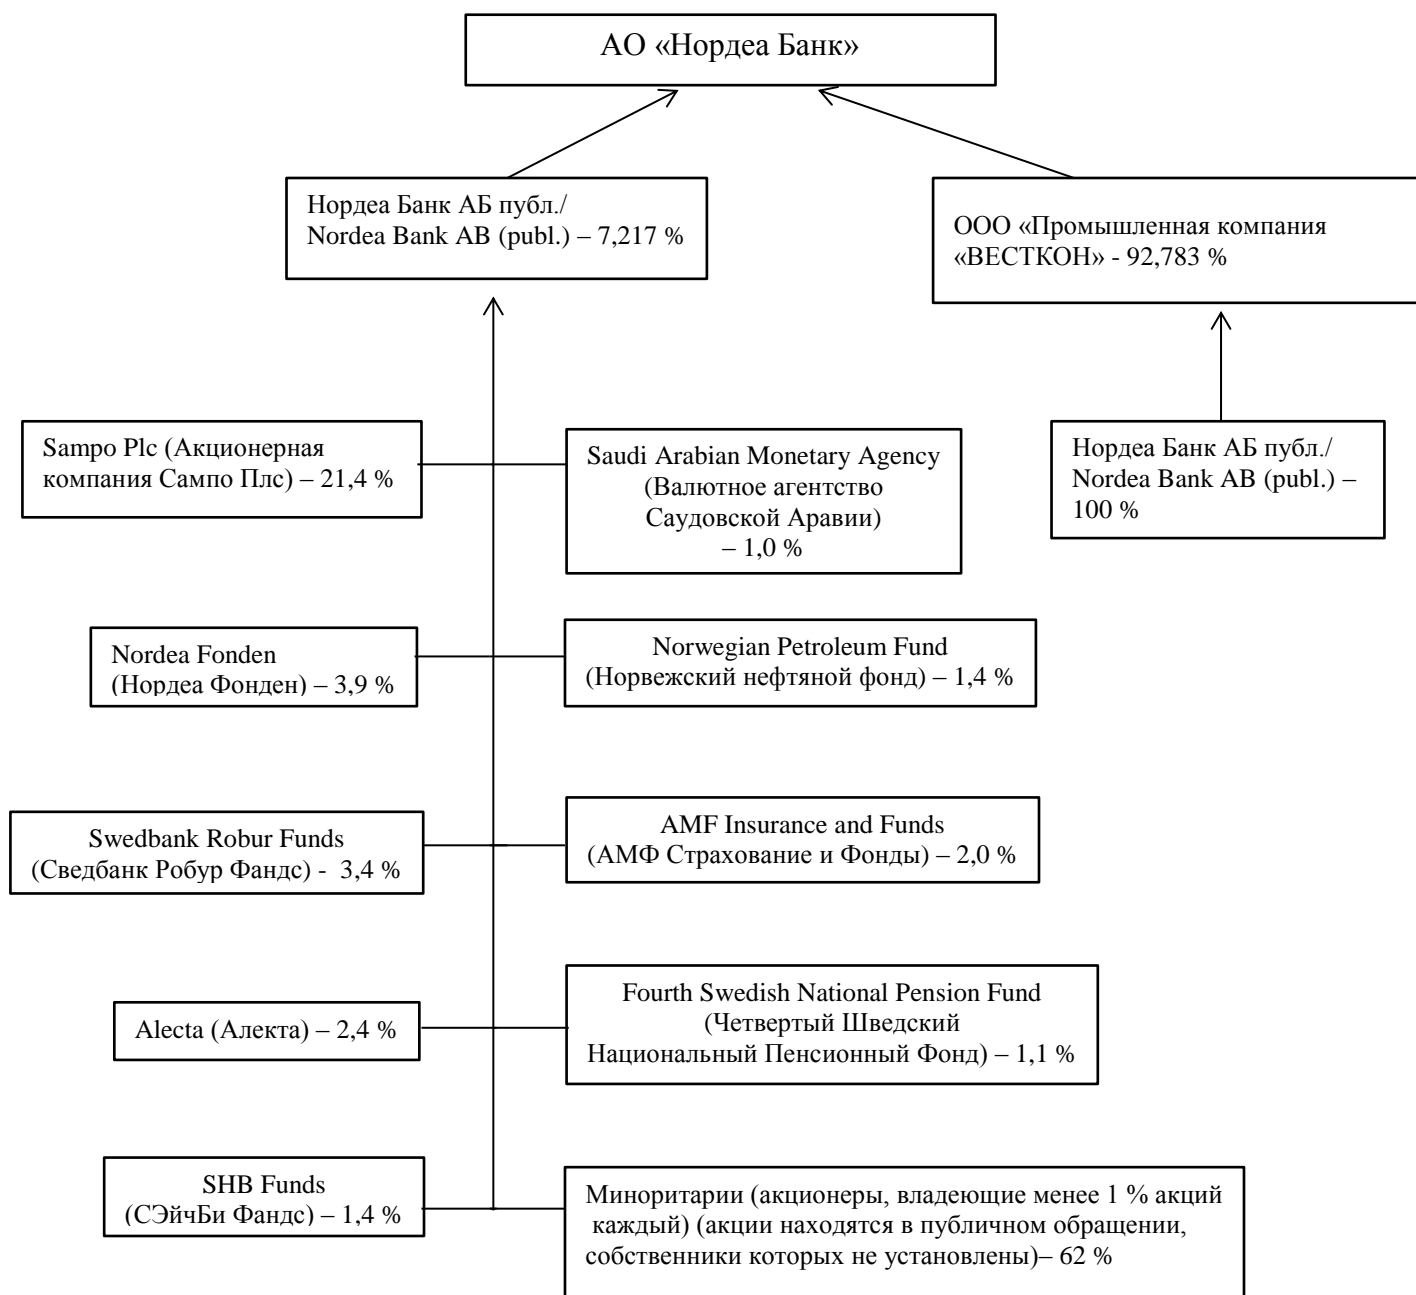 АО «Нордеа Банк»
Нордеа Банк АБ публ./
Nordea Bank AB (publ.) – 7,217 %
ООО «Промышленная компания
«ВЕСТКОН» - 92,783 %
Sampo Plc (Акционерная
компания Сампо Плс) – 21,4 %
Saudi Arabian Monetary Agency
(Валютное агентство
Саудовской Аравии)
– 1,0 %
Нордеа Банк АБ публ./
Nordea Bank AB (publ.) –
100 %
Nordea Fonden
(Нордеа Фонден) – 3,9 %
Norwegian Petroleum Fund
(Норвежский нефтяной фонд) – 1,4 %
Swedbank Robur Funds
(Сведбанк Робур Фандс) - 3,4 %
AMF Insurance and Funds
(АМФ Страхование и Фонды) – 2,0 %
Alecta (Алекта) – 2,4 %
Fourth Swedish National Pension Fund
(Четвертый Шведский
Национальный Пенсионный Фонд) – 1,1 %
SHB Funds
(СЭйчБи Фандс) – 1,4 %
Миноритарии (акционеры, владеющие менее 1 % акций
каждый) (акции находятся в публичном обращении,
собственники которых не установлены)– 62 %